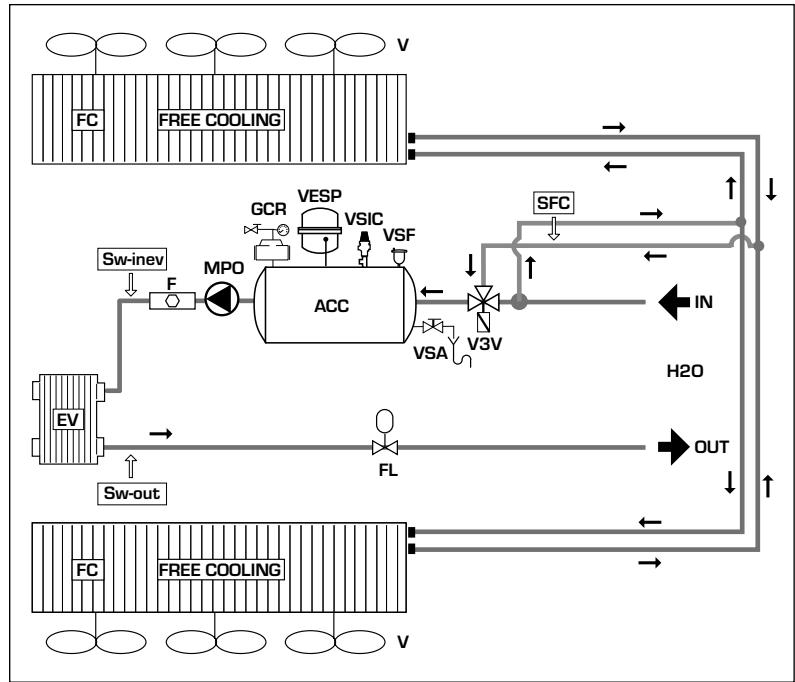 V
FC
FREE COOLING
VESP
GCR
VSIC
VSF
SFC
Sw-inev
F
MPO
ACC
IN
VSA
V3V
H2O
EV
FL
OUT
Sw-out
FC
FREE COOLING
V